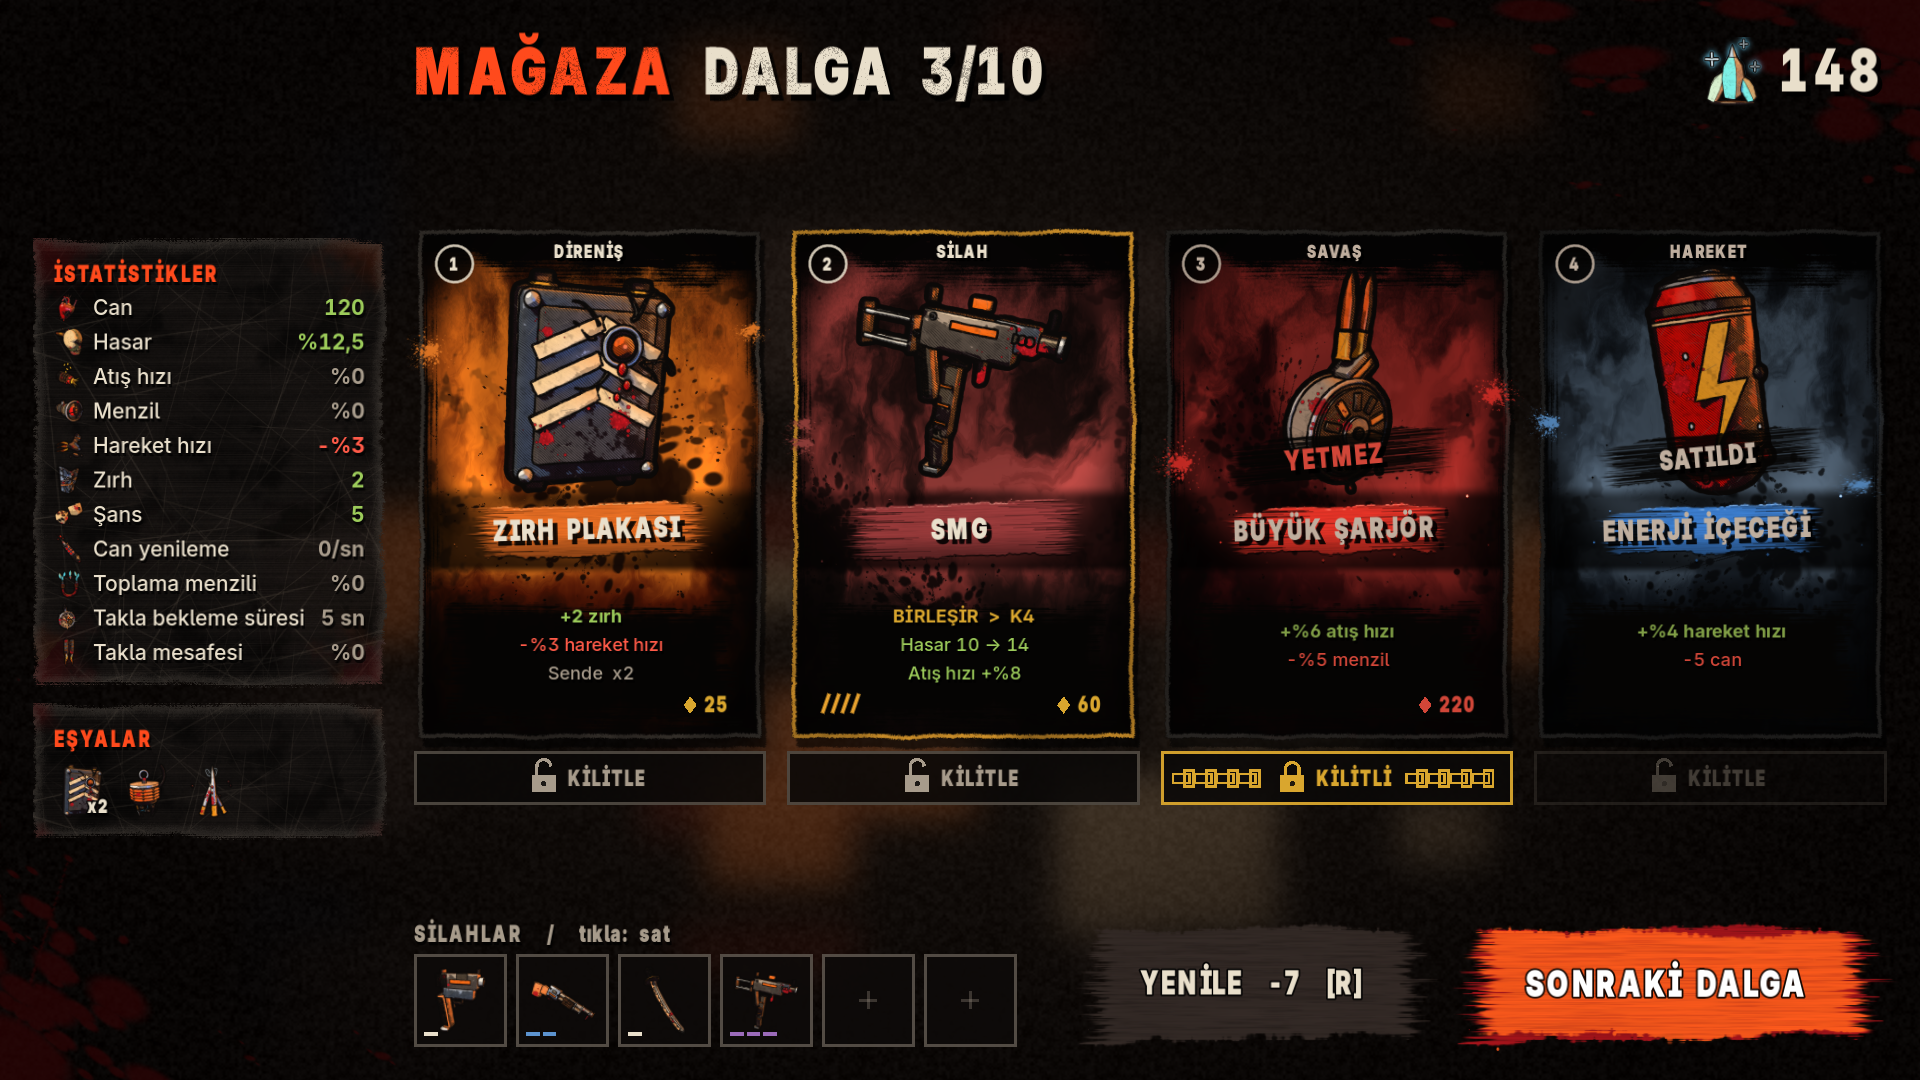 MAĞAZA DALGA 3/10
148
İSTATİSTİKLER
Can 120
Hasar %12,5
Atış hızı %0
Menzil %0
Hareket hızı -%3
Zırh 2
Şans 5
Can yenileme 0/sn
Toplama menzili %0
Takla bekleme süresi 5 sn
Takla mesafesi %0
EŞYALAR
x2
1
DİRENİŞ
ZIRH PLAKASI
+2 zırh
-%3 hareket hızı
Sende x2
25
KİLİTLE
2
SİLAH
SMG
BİRLEŞİR > K4
Hasar 10 → 14
Atış hızı +%8
60
KİLİTLE
3
SAVAŞ
YETMEZ
BÜYÜK ŞARJÖR
+%6 atış hızı
-%5 menzil
220
KİLİTLİ
4
HAREKET
SATILDI
ENERJİ İÇECEĞİ
+%4 hareket hızı
-5 can
KİLİTLE
SİLAHLAR / tıkla: sat
YENİLE -7 [R]
SONRAKİ DALGA